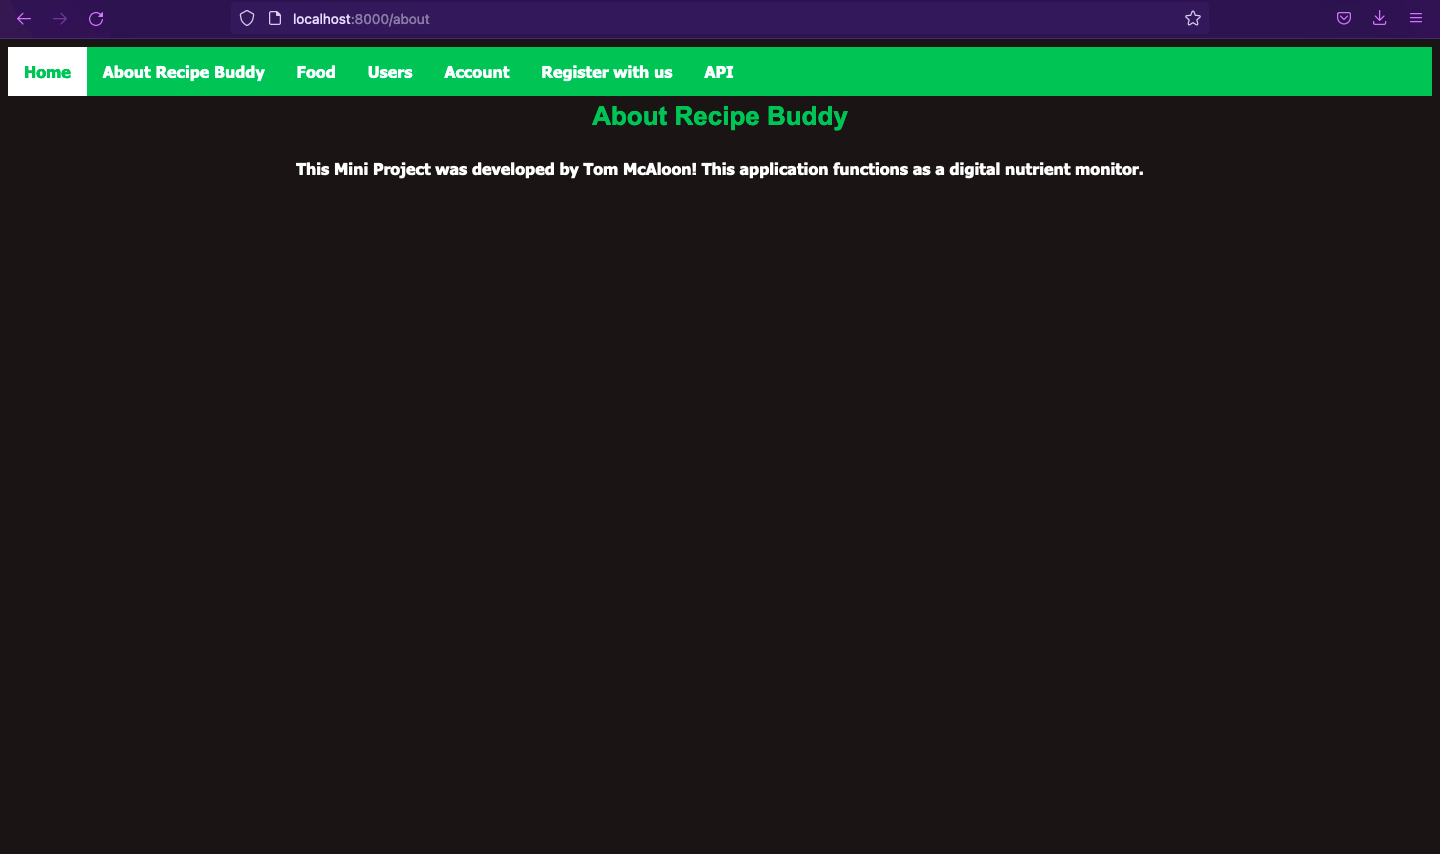 localhost:8000/about
Home About Recipe Buddy Food Users Account Register with us API
About Recipe Buddy
This Mini Project was developed by Tom McAloon! This application functions as a digital nutrient monitor.